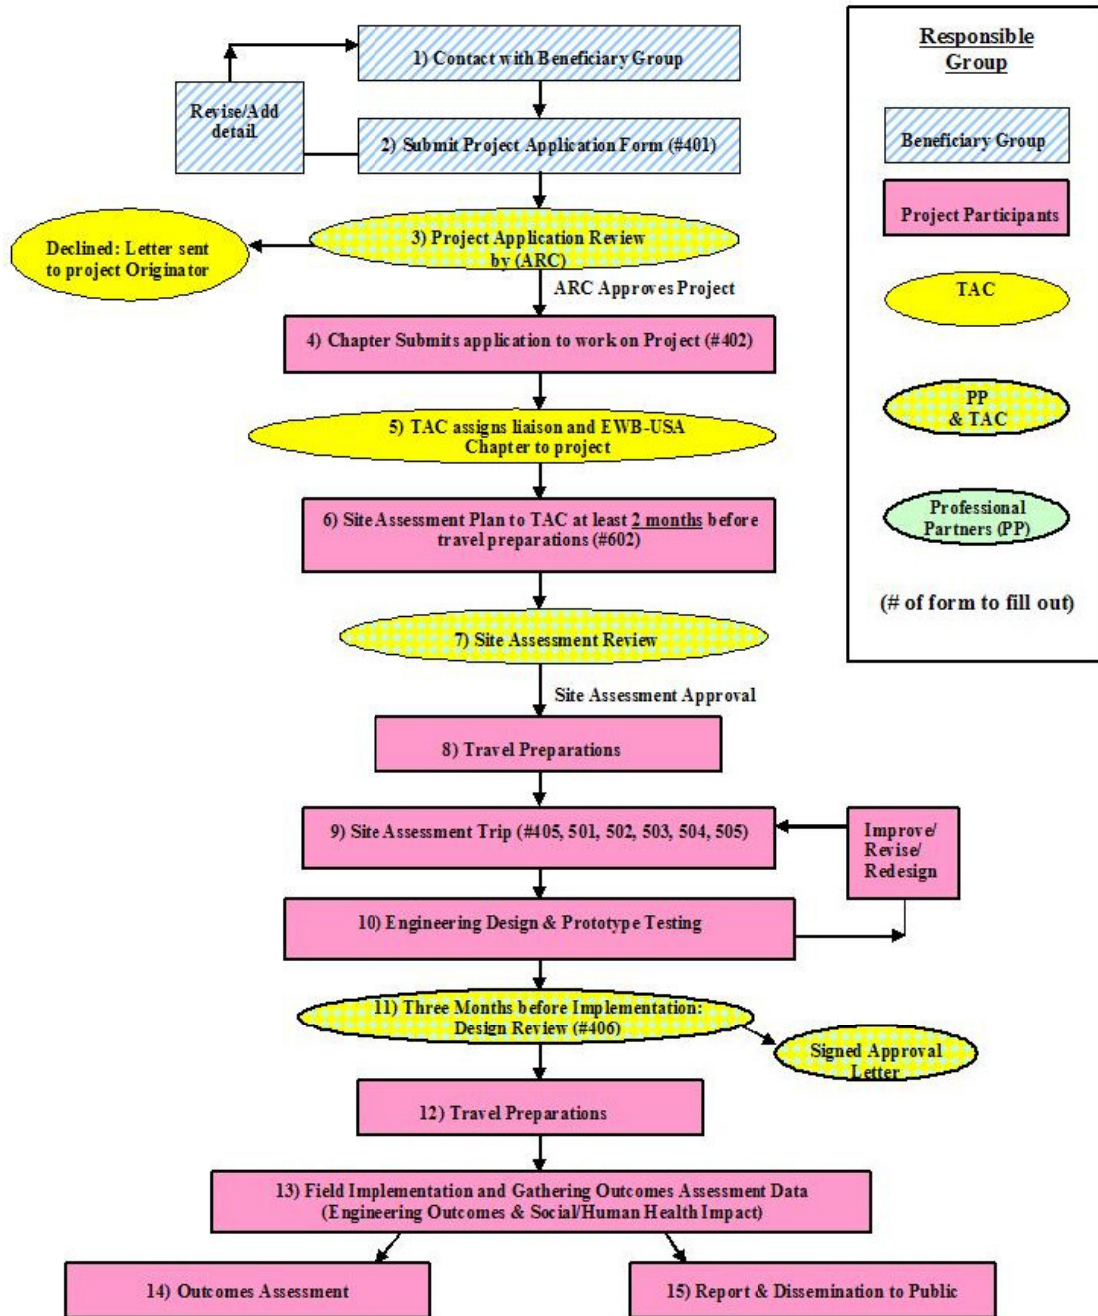 1) Contact with Beneficiary Group
Revise/Add
detail
2) Submit Project Application Form (#401)
3) Project Application Review
by (ARC)
Declined: Letter sent
to project Originator
ARC Approves Project
4) Chapter Submits application to work on Project (#402)
5) TAC assigns liaison and EWB-USA
Chapter to project
6) Site Assessment Plan to TAC at least 2 months before
travel preparations (#602)
7) Site Assessment Review
Site Assessment Approval
8) Travel Preparations
9) Site Assessment Trip (#405, 501, 502, 503, 504, 505)
Improve/
Revise/
Redesign
10) Engineering Design & Prototype Testing
11) Three Months before Implementation:
Design Review (#406)
Signed Approval
Letter
12) Travel Preparations
13) Field Implementation and Gathering Outcomes Assessment Data
(Engineering Outcomes & Social/Human Health Impact)
14) Outcomes Assessment
15) Report & Dissemination to Public
Responsible
Group
Beneficiary Group
Project Participants
TAC
PP
& TAC
Professional
Partners (PP)
(# of form to fill out)